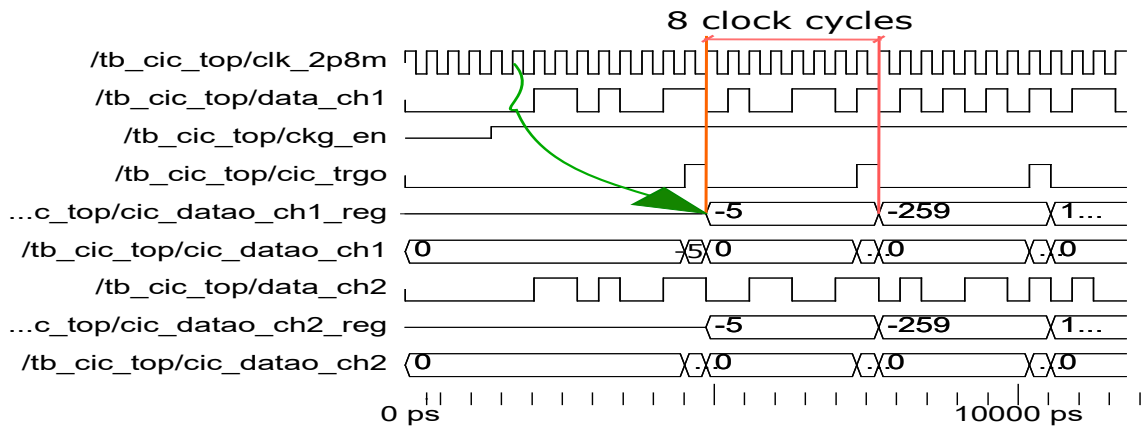 8 clock cycles
/tb_cic_top/clk_2p8m
/tb_cic_top/data_ch1
/tb_cic_top/ckg_en
/tb_cic_top/cic_trgo
...c_top/cic_datao_ch1_reg -5 -259 1...
/tb_cic_top/cic_datao_ch1 0 -5 0 ... 0 ... 0
/tb_cic_top/data_ch2
...c_top/cic_datao_ch2_reg -5 -259 1...
/tb_cic_top/cic_datao_ch2 0 ... 0 ... 0 ... 0
0 ps 10000 ps